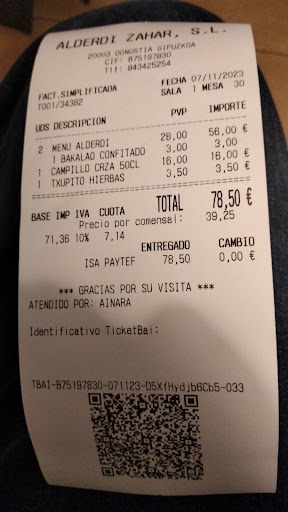 ALDERDI ZAHAR, S.L.
20003 DONOSTIA GIPUZKOA
CIF: B75197830
Tlf: 943425254
FACT.SIMPLIFICADA FECHA 07/11/2023
T001/34382 SALA 1 MESA 30
UDS DESCRIPCION PVP IMPORTE
2 MENU ALDERDI 28,00 56,00 €
1 BAKALAO CONFITADO 3,00 3,00
1 CAMPILLO CRZA 50CL 16,00 16,00 €
1 TXUPITO HIERBAS 3,50 3,50 €
TOTAL 78,50 €
BASE IMP IVA CUOTA Precio por comensal: 39,25
71,36 10% 7,14
ENTREGADO CAMBIO
ISA PAYTEF 78,50 0,00 €
*** GRACIAS POR SU VISITA ***
ATENDIDO POR: AINARA
Identificativo TicketBai:
TBAI-B75197830-071123-O5XfHydjb6Cb5-033